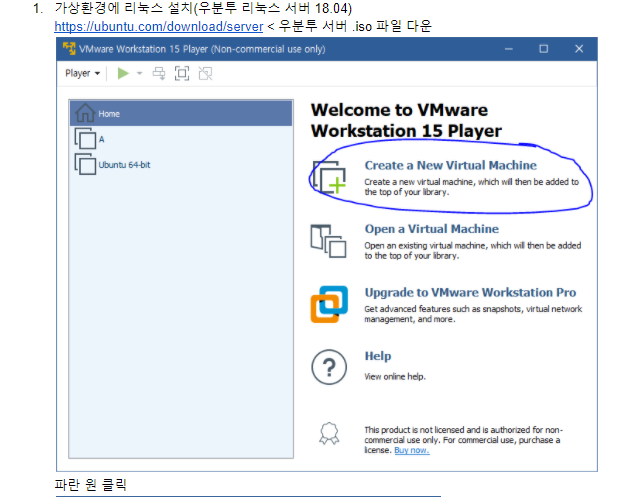 1. 가상환경에 리눅스 설치(우분투 리눅스 서버 18.04)
https://ubuntu.com/download/server < 우분투 서버 .iso 파일 다운
VMware Workstation 15 Player (Non-commercial use only)
Player
Home
A
Ubuntu 64-bit
Welcome to VMware
Workstation 15 Player
Create a New Virtual Machine
Create a new virtual machine, which will then be added to
the top of your library.
Open a Virtual Machine
Open an existing virtual machine, which will then be added
to the top of your library.
Upgrade to VMware Workstation Pro
Get advanced features such as snapshots, virtual network
management, and more.
Help
View online help.
This product is not licensed and is authorized for non-
commercial use only. For commercial use, purchase a
license. Buy now.
파란 원 클릭